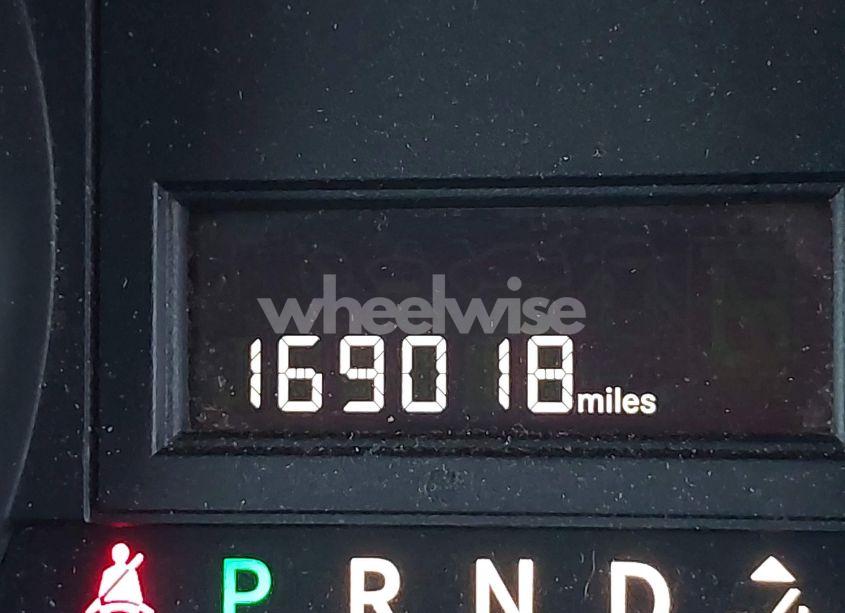 wheelwise
169018 miles
P R N D